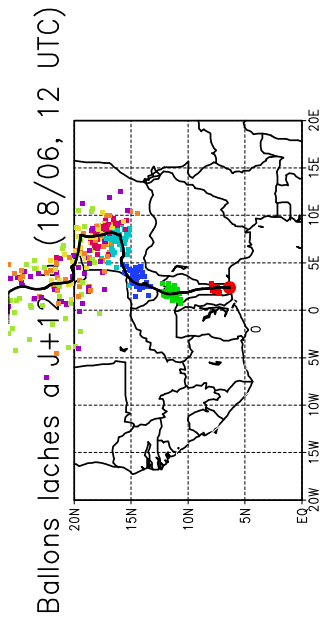 Ballons laches a J+12 (18/06, 12 UTC)
20N
15N
10N
5N
EQ
20W
15W
10W
5W
0
5E
10E
15E
20E
0